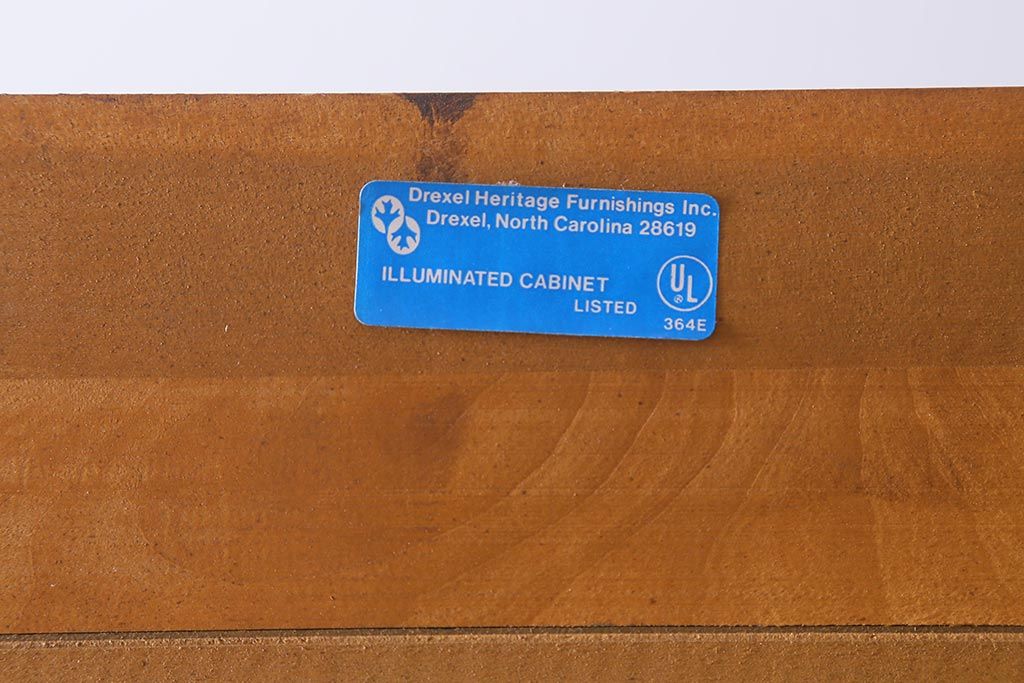 Drexel Heritage Furnishings Inc.
Drexel, North Carolina 28619
ILLUMINATED CABINET
LISTED
UL
®
364E